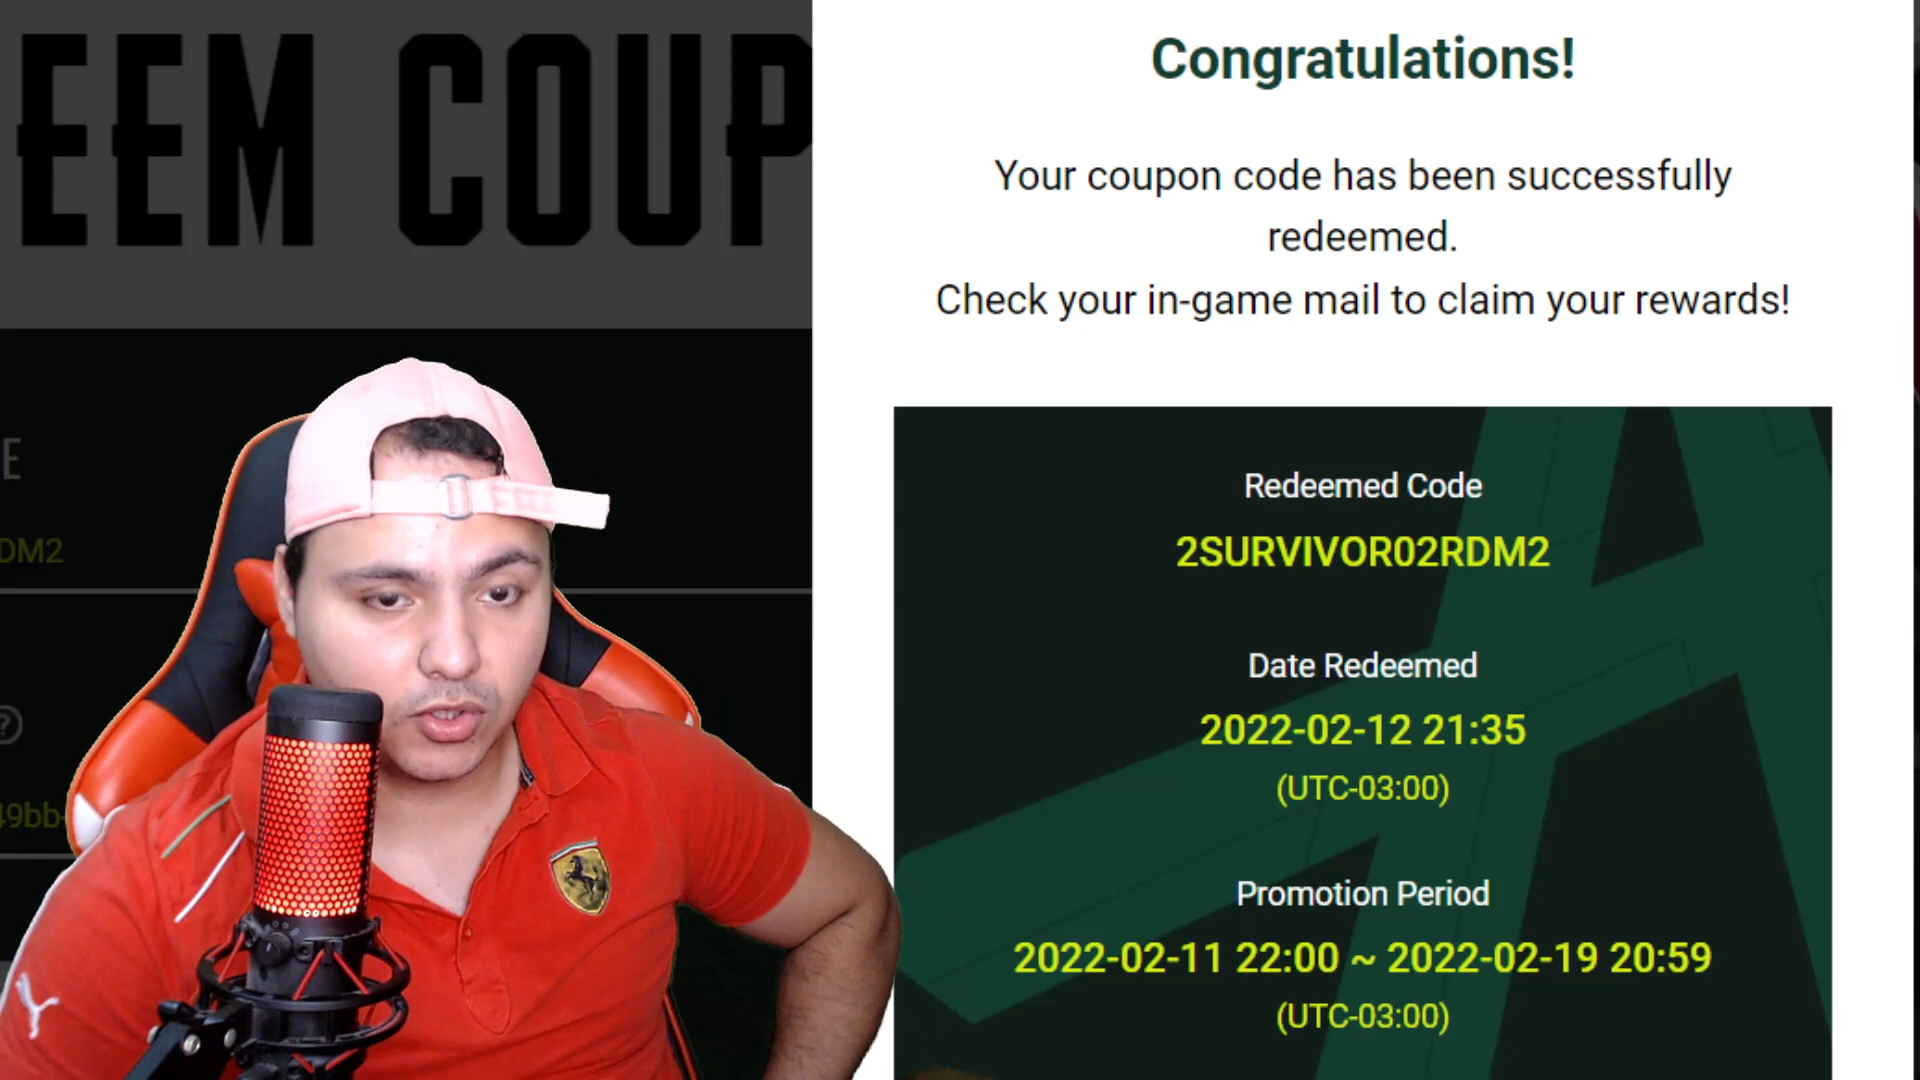 EEM COUP
E
DM2
?
49bb-
Congratulations!
Your coupon code has been successfully
redeemed.
Check your in-game mail to claim your rewards!
Redeemed Code
2SURVIVOR02RDM2
Date Redeemed
2022-02-12 21:35
(UTC-03:00)
Promotion Period
2022-02-11 22:00 ~ 2022-02-19 20:59
(UTC-03:00)